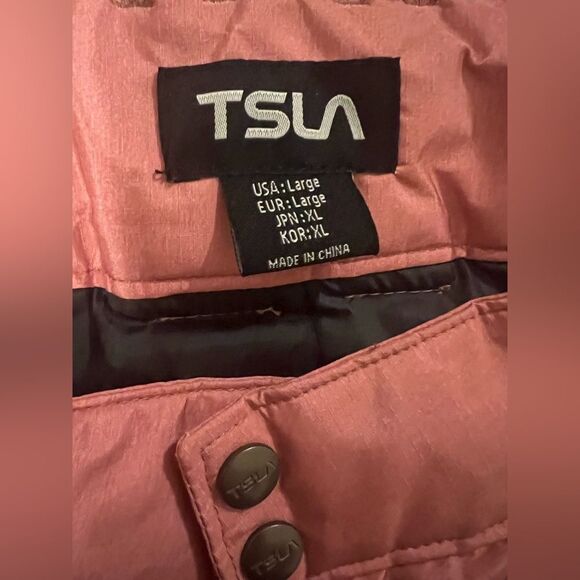 TSLA
USA:Large
EUR:Large
JPN:XL
KOR:XL
MADE IN CHINA
TSLA
TSLA